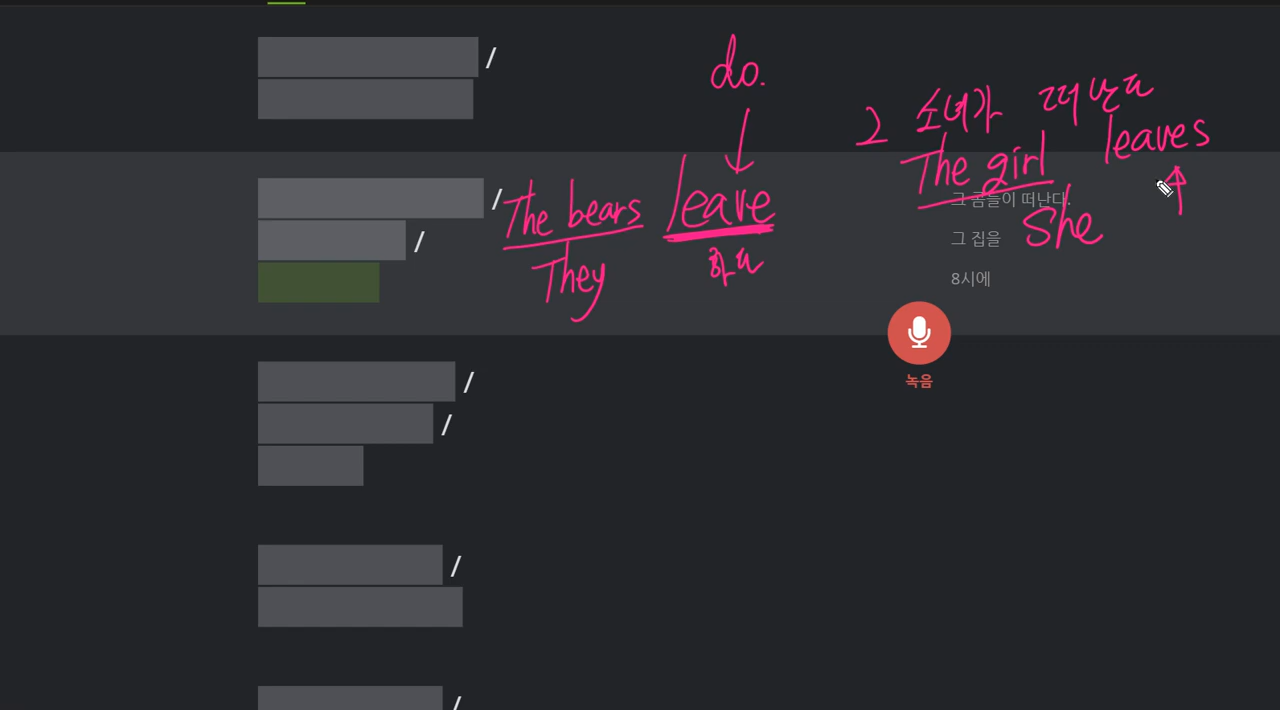 /
do.
그 소녀가 떠난다
The girl leaves
/ The bears leave
그 곰들이 떠난다.
She
/
그 집을
They
한다
8시에
녹음
/
/
/
/